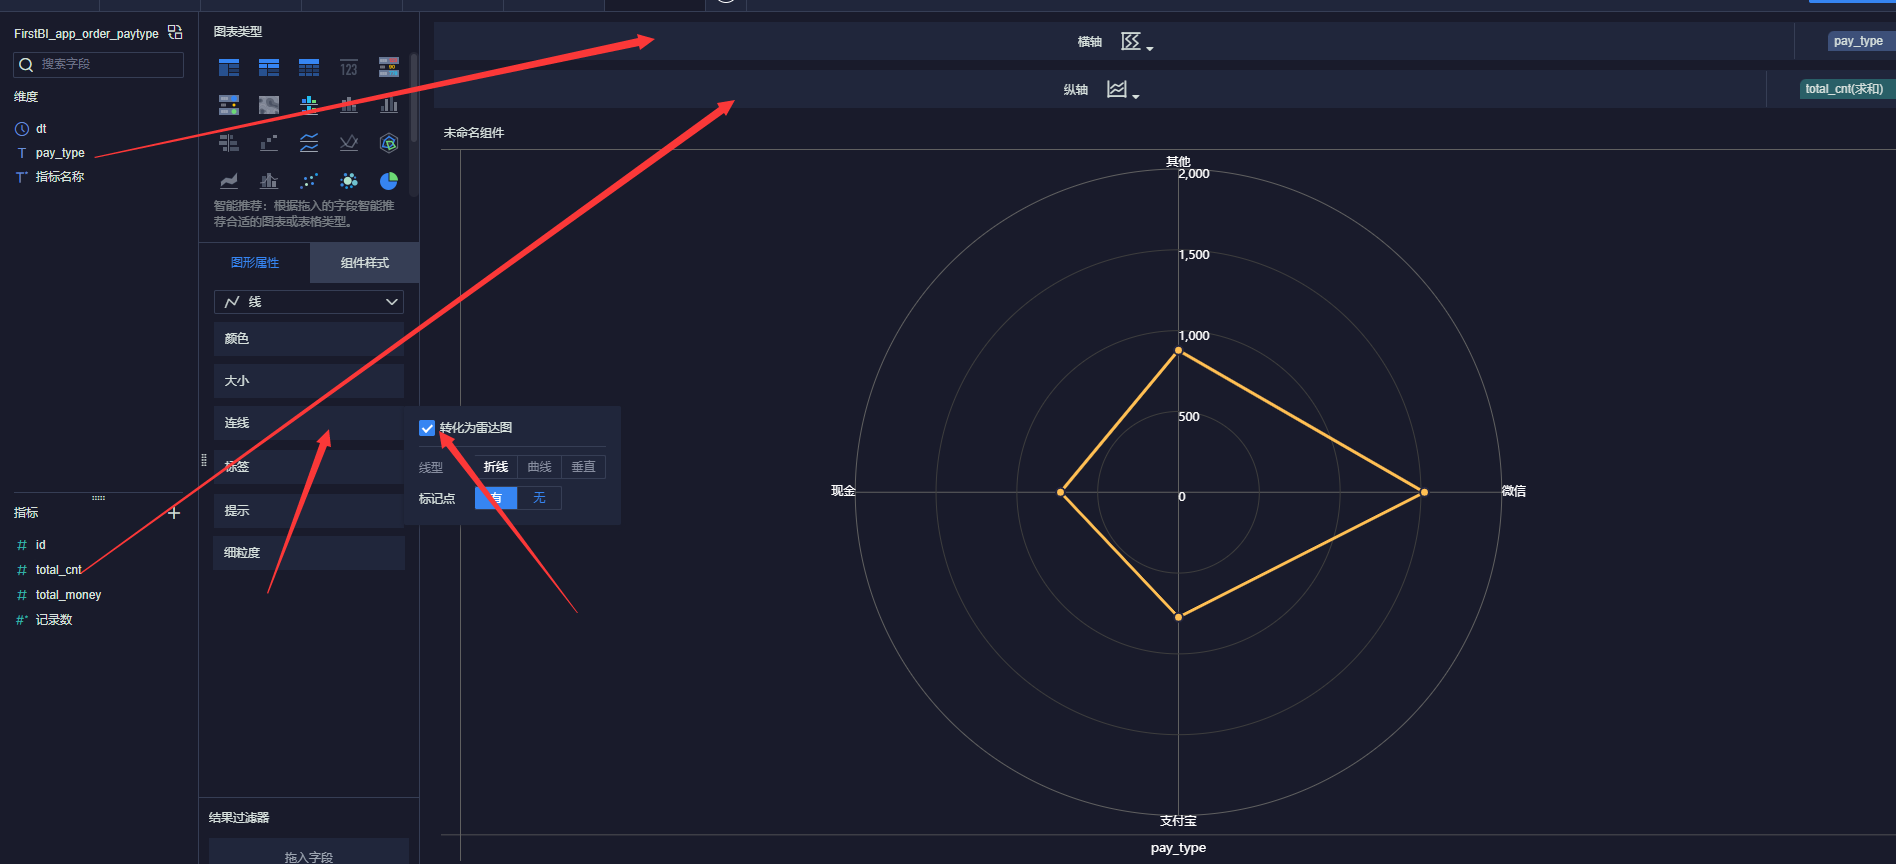 FirstBI_app_order_paytype
搜索字段
维度
dt
pay_type
指标名称
指标
id
total_cnt
total_money
记录数
图表类型
123
智能推荐：根据拖入的字段智能推
荐合适的图表或表格类型。
图形属性
组件样式
线
颜色
大小
连线
标签
提示
细粒度
结果过滤器
拖入字段
转化为雷达图
线型
折线
曲线
垂直
标记点
有
无
横轴
pay_type
纵轴
total_cnt(求和)
未命名组件
其他
2,000
1,500
1,000
500
0
现金
微信
支付宝
pay_type